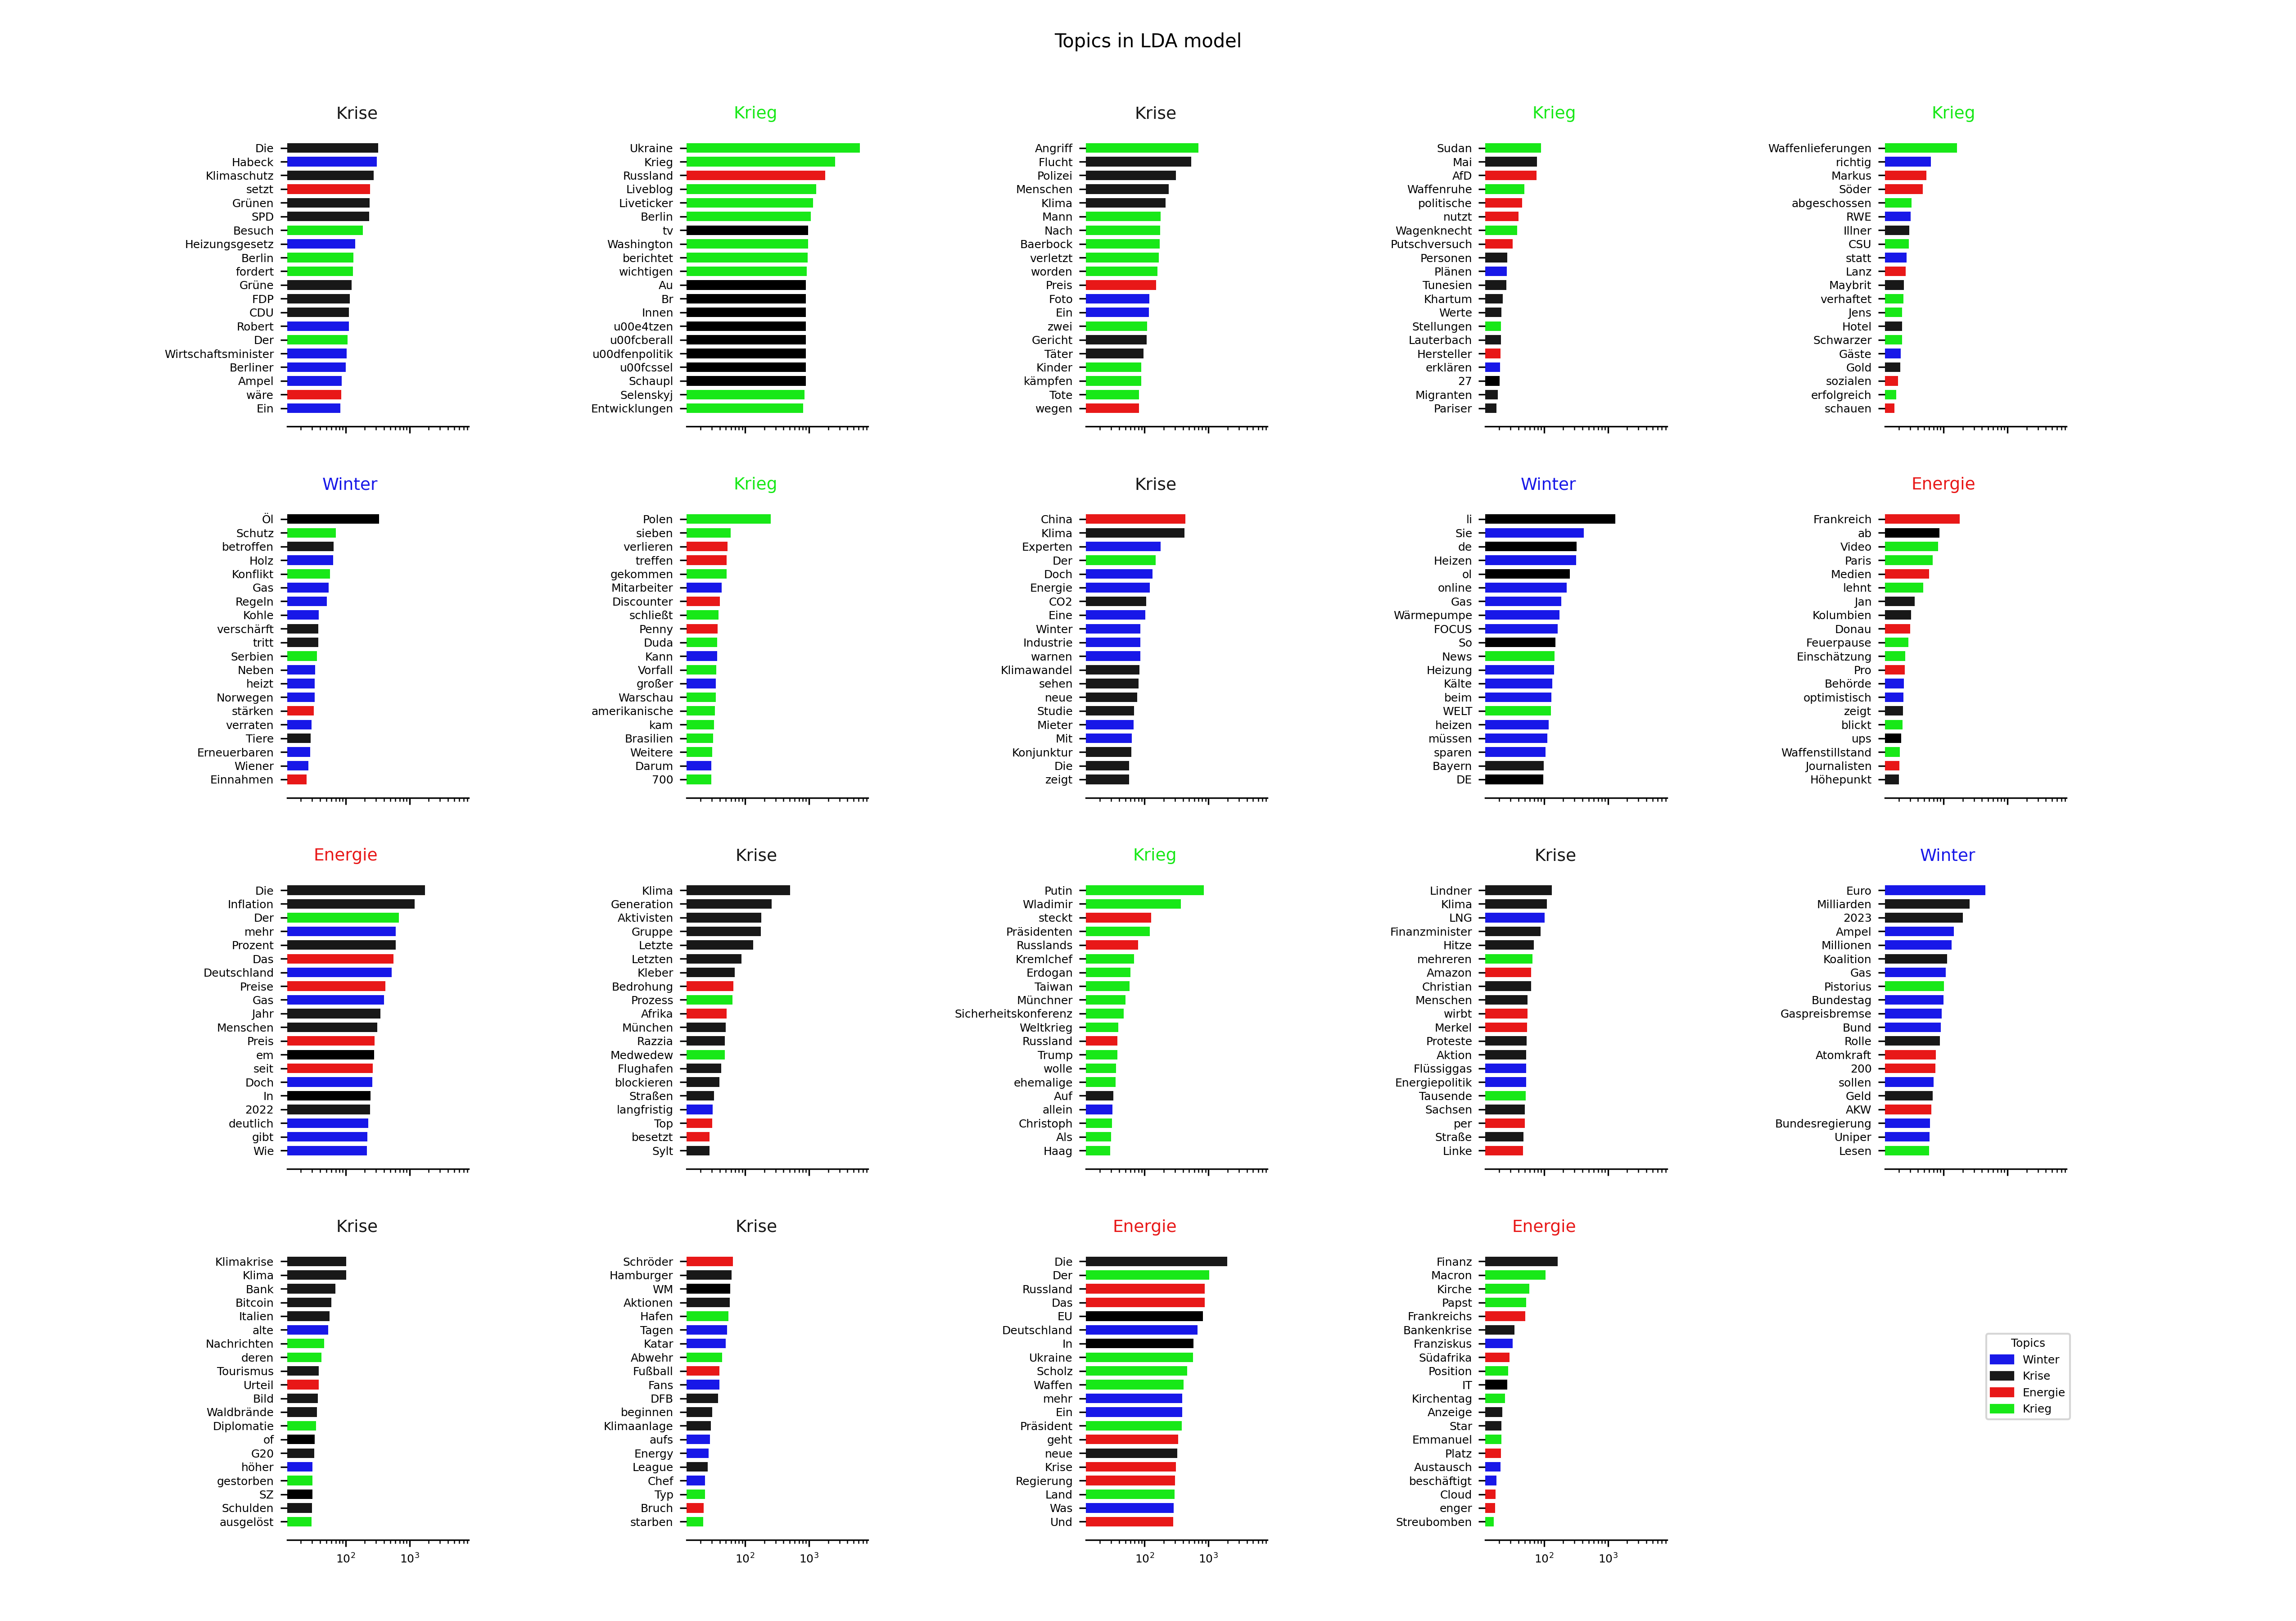 Topics in LDA model
Krise
Die
Habeck
Klimaschutz
setzt
Grünen
SPD
Besuch
Heizungsgesetz
Berlin
fordert
Grüne
FDP
CDU
Robert
Der
Wirtschaftsminister
Berliner
Ampel
wäre
Ein
Krieg
Ukraine
Krieg
Russland
Liveblog
Liveticker
Berlin
tv
Washington
berichtet
wichtigen
Au
Br
Innen
u00e4tzen
u00fcberall
u00dfenpolitik
u00fcssel
Schaupl
Selenskyj
Entwicklungen
Krise
Angriff
Flucht
Polizei
Menschen
Klima
Mann
Nach
Baerbock
verletzt
worden
Preis
Foto
Ein
zwei
Gericht
Täter
Kinder
kämpfen
Tote
wegen
Krieg
Sudan
Mai
AfD
Waffenruhe
politische
nutzt
Wagenknecht
Putschversuch
Personen
Plänen
Tunesien
Khartum
Werte
Stellungen
Lauterbach
Hersteller
erklären
27
Migranten
Pariser
Krieg
Waffenlieferungen
richtig
Markus
Söder
abgeschossen
RWE
Illner
CSU
statt
Lanz
Maybrit
verhaftet
Jens
Hotel
Schwarzer
Gäste
Gold
sozialen
erfolgreich
schauen
Winter
Öl
Schutz
betroffen
Holz
Konflikt
Gas
Regeln
Kohle
verschärft
tritt
Serbien
Neben
heizt
Norwegen
stärken
verraten
Tiere
Erneuerbaren
Wiener
Einnahmen
Krieg
Polen
sieben
verlieren
treffen
gekommen
Mitarbeiter
Discounter
schließt
Penny
Duda
Kann
Vorfall
großer
Warschau
amerikanische
kam
Brasilien
Weitere
Darum
700
Krise
China
Klima
Experten
Der
Doch
Energie
CO2
Eine
Winter
Industrie
warnen
Klimawandel
sehen
neue
Studie
Mieter
Mit
Konjunktur
Die
zeigt
Winter
li
Sie
de
Heizen
ol
online
Gas
Wärmepumpe
FOCUS
So
News
Heizung
Kälte
beim
WELT
heizen
müssen
sparen
Bayern
DE
Energie
Frankreich
ab
Video
Paris
Medien
lehnt
Jan
Kolumbien
Donau
Feuerpause
Einschätzung
Pro
Behörde
optimistisch
zeigt
blickt
ups
Waffenstillstand
Journalisten
Höhepunkt
Energie
Die
Inflation
Der
mehr
Prozent
Das
Deutschland
Preise
Gas
Jahr
Menschen
Preis
em
seit
Doch
In
2022
deutlich
gibt
Wie
Krise
Klima
Generation
Aktivisten
Gruppe
Letzte
Letzten
Kleber
Bedrohung
Prozess
Afrika
München
Razzia
Medwedew
Flughafen
blockieren
Straßen
langfristig
Top
besetzt
Sylt
Krieg
Putin
Wladimir
steckt
Präsidenten
Russlands
Kremlchef
Erdogan
Taiwan
Münchner
Sicherheitskonferenz
Weltkrieg
Russland
Trump
wolle
ehemalige
Auf
allein
Christoph
Als
Haag
Krise
Lindner
Klima
LNG
Finanzminister
Hitze
mehreren
Amazon
Christian
Menschen
wirbt
Merkel
Proteste
Aktion
Flüssiggas
Energiepolitik
Tausende
Sachsen
per
Straße
Linke
Winter
Euro
Milliarden
2023
Ampel
Millionen
Koalition
Gas
Pistorius
Bundestag
Gaspreisbremse
Bund
Rolle
Atomkraft
200
sollen
Geld
AKW
Bundesregierung
Uniper
Lesen
Krise
Klimakrise
Klima
Bank
Bitcoin
Italien
alte
Nachrichten
deren
Tourismus
Urteil
Bild
Waldbrände
Diplomatie
of
G20
höher
gestorben
SZ
Schulden
ausgelöst
10² 10³
Krise
Schröder
Hamburger
WM
Aktionen
Hafen
Tagen
Katar
Abwehr
Fußball
Fans
DFB
beginnen
Klimaanlage
aufs
Energy
League
Chef
Typ
Bruch
starben
10² 10³
Energie
Die
Der
Russland
Das
EU
Deutschland
In
Ukraine
Scholz
Waffen
mehr
Ein
Präsident
geht
neue
Krise
Regierung
Land
Was
Und
10² 10³
Energie
Finanz
Macron
Kirche
Papst
Frankreichs
Bankenkrise
Franziskus
Südafrika
Position
IT
Kirchentag
Anzeige
Star
Emmanuel
Platz
Austausch
beschäftigt
Cloud
enger
Streubomben
10² 10³
Topics
Winter
Krise
Energie
Krieg